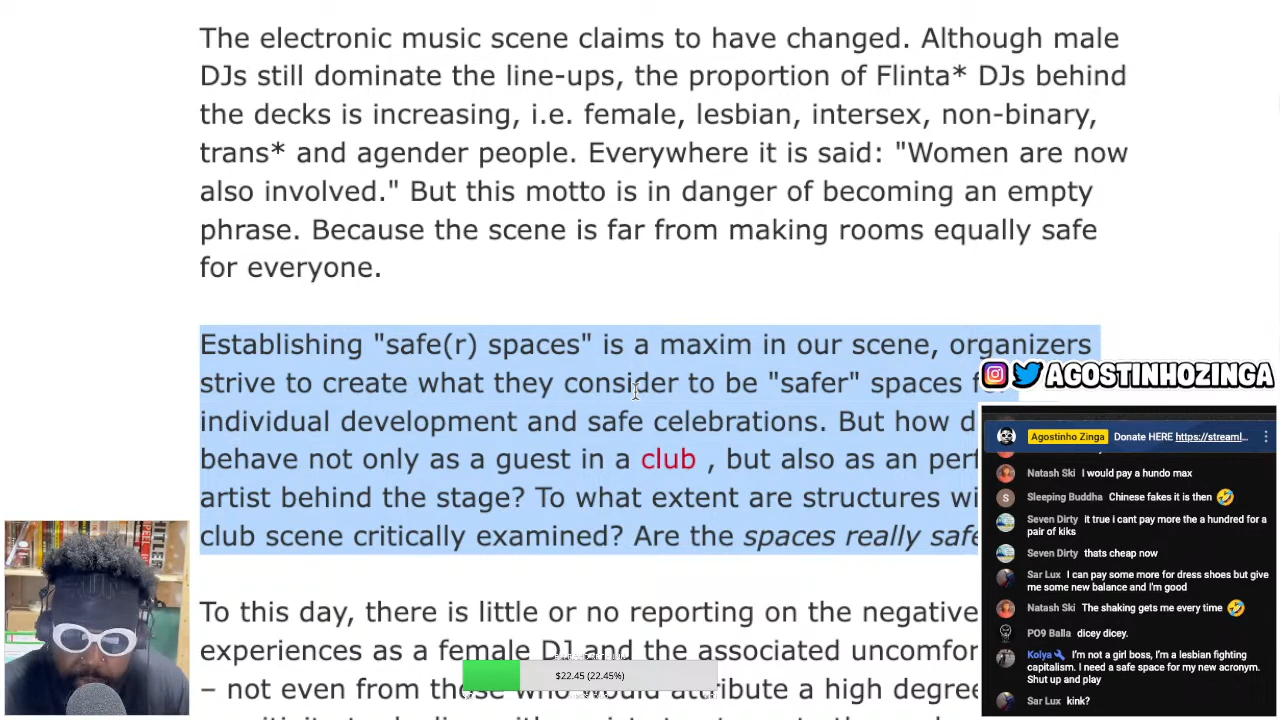 The electronic music scene claims to have changed. Although male
DJs still dominate the line-ups, the proportion of Flinta* DJs behind
the decks is increasing, i.e. female, lesbian, intersex, non-binary,
trans* and agender people. Everywhere it is said: "Women are now
also involved." But this motto is in danger of becoming an empty
phrase. Because the scene is far from making rooms equally safe
for everyone.
Establishing "safe(r) spaces" is a maxim in our scene, organizers
strive to create what they consider to be "safer" spaces
individual development and safe celebrations. But how
behave not only as a guest in a club , but also as an
artist behind the stage? To what extent are structures
club scene critically examined? Are the spaces really
To this day, there is little or no reporting on the negative
experiences as a female DJ and the associated
– not even from those who would attribute a high degree
AGOSTINHOZINGA
Agostinho Zinga Donate HERE https://streaml...
Natash Ski I would pay a hundo max
Sleeping Buddha Chinese fakes it is then 🤣
Seven Dirty it true i cant pay more the a hundred for a
pair of kiks
Seven Dirty thats cheap now
Sar Lux I can pay some more for dress shoes but give
me some new balance and I'm good
Natash Ski The shaking gets me every time 🤣
PO9 Balla dicey dicey.
Kolya I'm not a girl boss, I'm a lesbian fighting
capitalism. I need a safe space for my new acronym.
Shut up and play
Sar Lux kink?
$22.45 (22.45%)